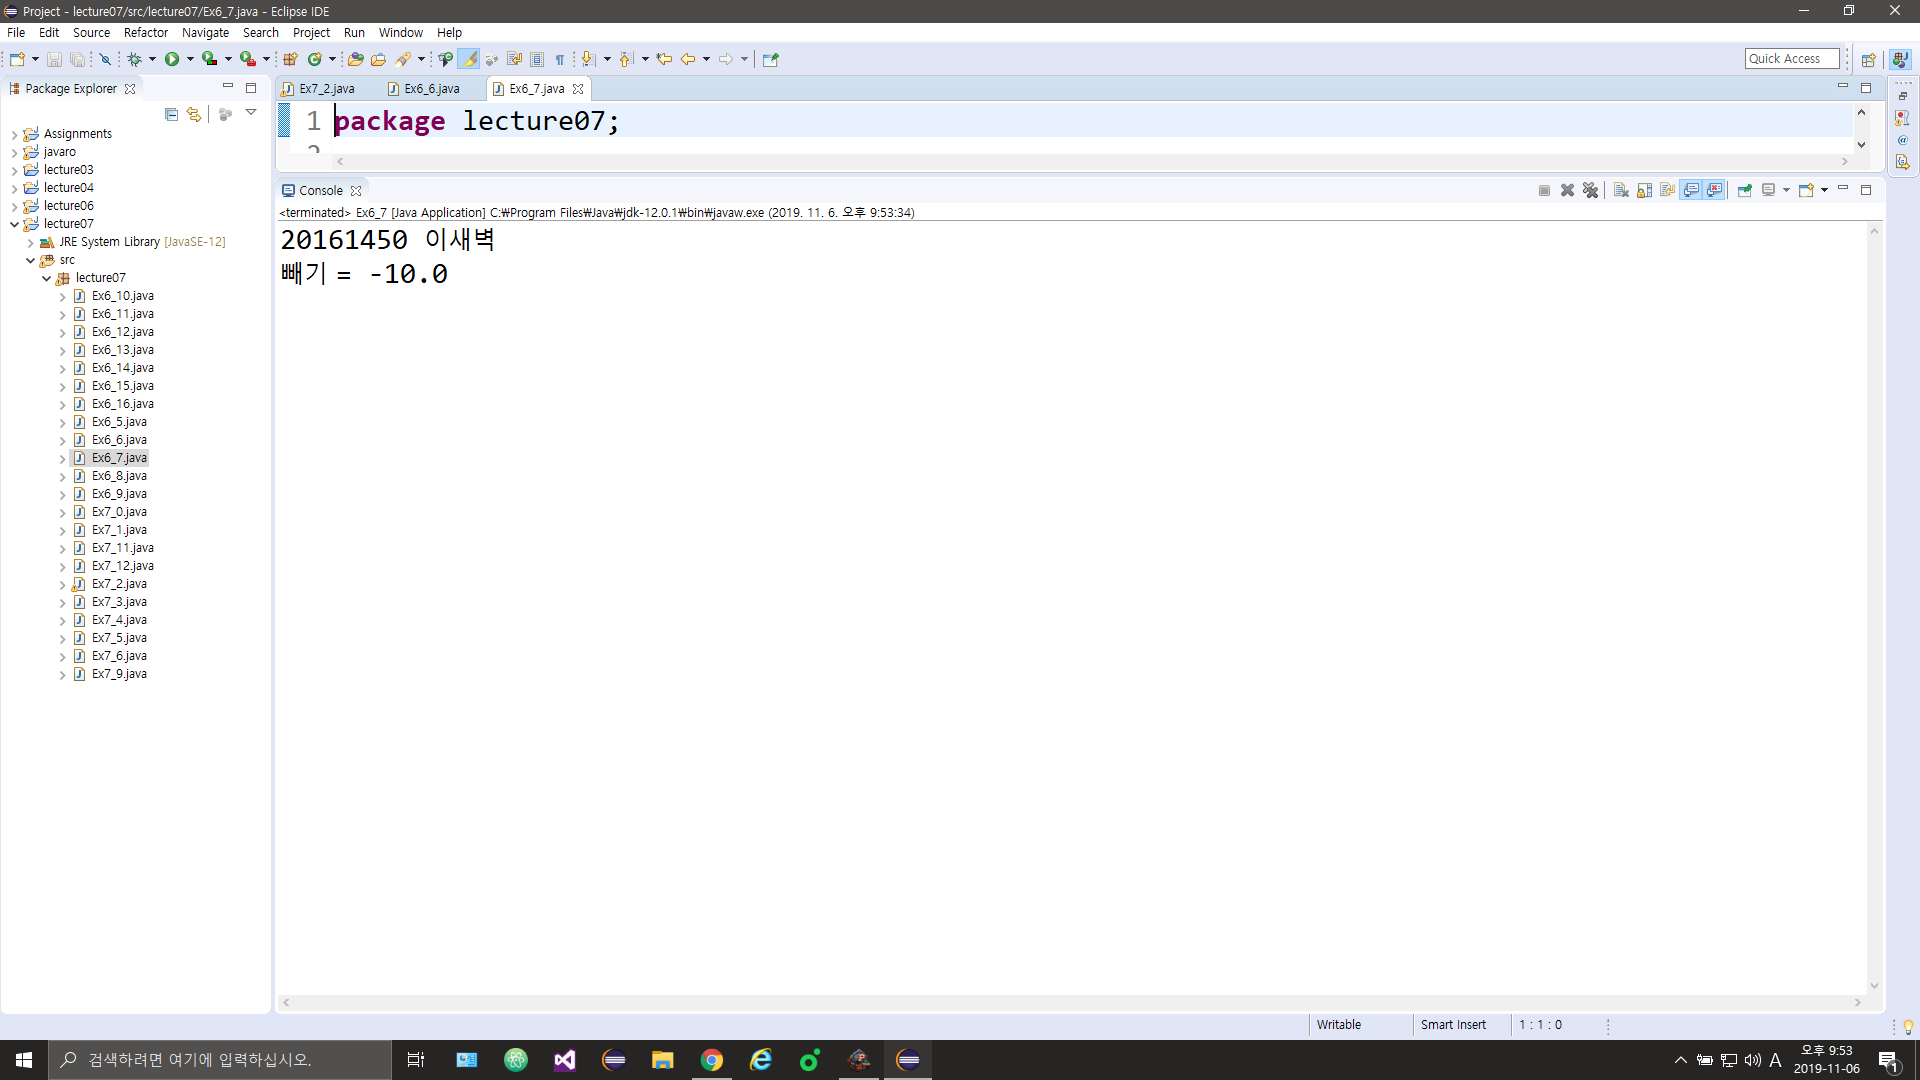 Project - lecture07/src/lecture07/Ex6_7.java - Eclipse IDE
File Edit Source Refactor Navigate Search Project Run Window Help
Quick Access
Package Explorer
Ex7_2.java Ex6_6.java Ex6_7.java
1 package lecture07;
2
Assignments
javaro
lecture03
lecture04
lecture06
lecture07
JRE System Library [JavaSE-12]
src
lecture07
Ex6_10.java
Ex6_11.java
Ex6_12.java
Ex6_13.java
Ex6_14.java
Ex6_15.java
Ex6_16.java
Ex6_5.java
Ex6_6.java
Ex6_7.java
Ex6_8.java
Ex6_9.java
Ex7_0.java
Ex7_1.java
Ex7_11.java
Ex7_12.java
Ex7_2.java
Ex7_3.java
Ex7_4.java
Ex7_5.java
Ex7_6.java
Ex7_9.java
Console
<terminated> Ex6_7 [Java Application] C:₩Program Files₩Java₩jdk-12.0.1₩bin₩javaw.exe (2019. 11. 6. 오후 9:53:34)
20161450 이새벽
빼기 = -10.0
Writable Smart Insert 1 : 1 : 0
검색하려면 여기에 입력하십시오.
A
오후 9:53
2019-11-06
1